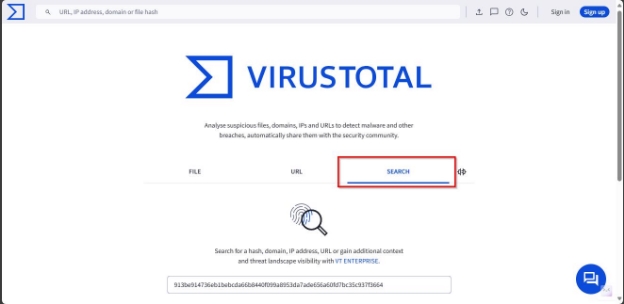 URL, IP address, domain or file hash
Sign in
Sign up
VIRUSTOTAL
Analyse suspicious files, domains, IPs and URLs to detect malware and other
breaches, automatically share them with the security community.
FILE
URL
SEARCH
Search for a hash, domain, IP address, URL or gain additional context
and threat landscape visibility with VT ENTERPRISE.